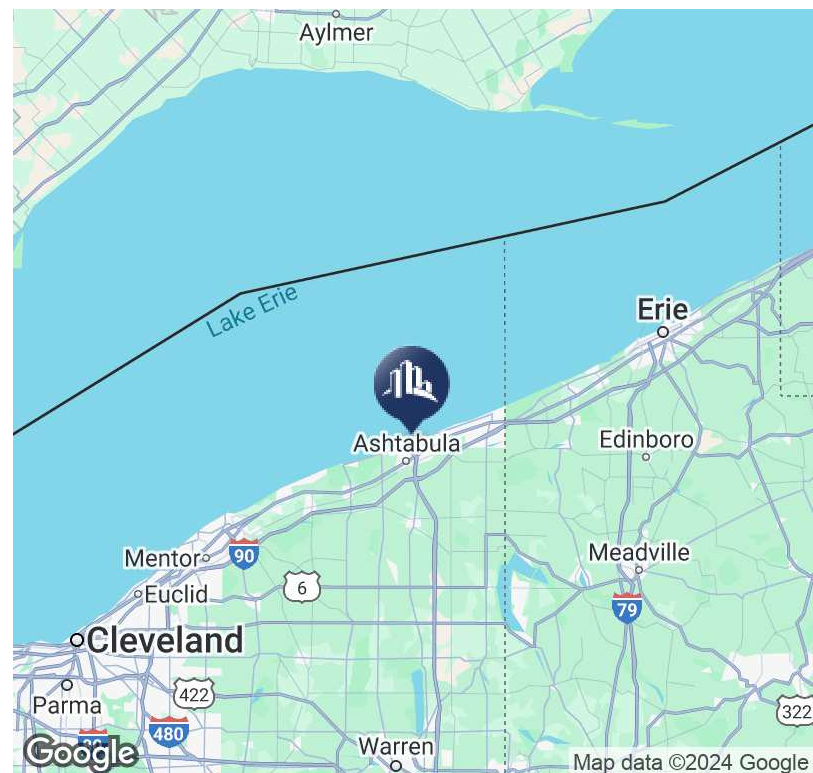 Aylmer
Lake Erie
Erie
Ashtabula
Edinboro
Mentor
90
Meadville
6
Euclid
79
Cleveland
Parma
422
322
480
Warren
Google
Map data ©2024 Google